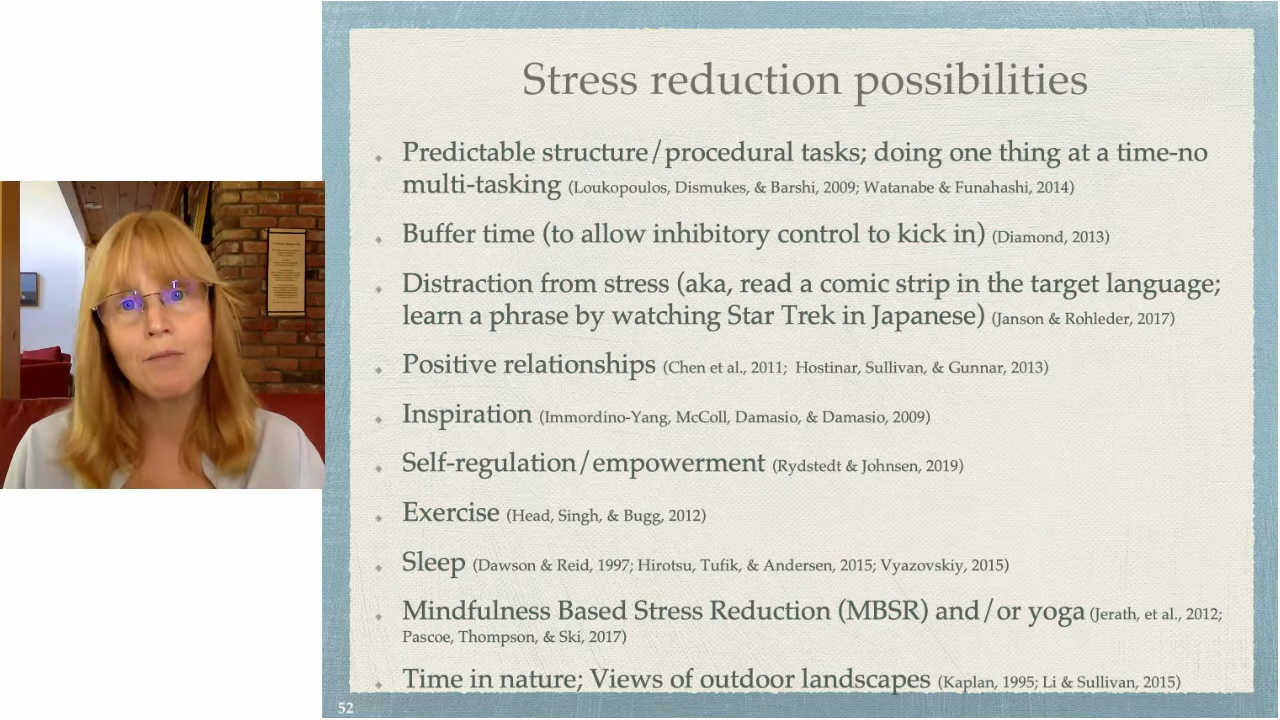 Stress reduction possibilities
Predictable structure/procedural tasks; doing one thing at a time-no
multi-tasking (Loukopoulos, Dismukes, & Barshi, 2009; Watanabe & Funahashi, 2014)
Buffer time (to allow inhibitory control to kick in) (Diamond, 2013)
Distraction from stress (aka, read a comic strip in the target language;
learn a phrase by watching Star Trek in Japanese) (Janson & Rohleder, 2017)
Positive relationships (Chen et al., 2011; Hostinar, Sullivan, & Gunnar, 2013)
Inspiration (Immordino-Yang, McColl, Damasio, & Damasio, 2009)
Self-regulation/empowerment (Rydstedt & Johnsen, 2019)
Exercise (Head, Singh, & Bugg, 2012)
Sleep (Dawson & Reid, 1997; Hirotsu, Tufik, & Andersen, 2015; Vyazovskiy, 2015)
Mindfulness Based Stress Reduction (MBSR) and/or yoga (Jerath, et al., 2012;
Pascoe, Thompson, & Ski, 2017)
Time in nature; Views of outdoor landscapes (Kaplan, 1995; Li & Sullivan, 2015)
52